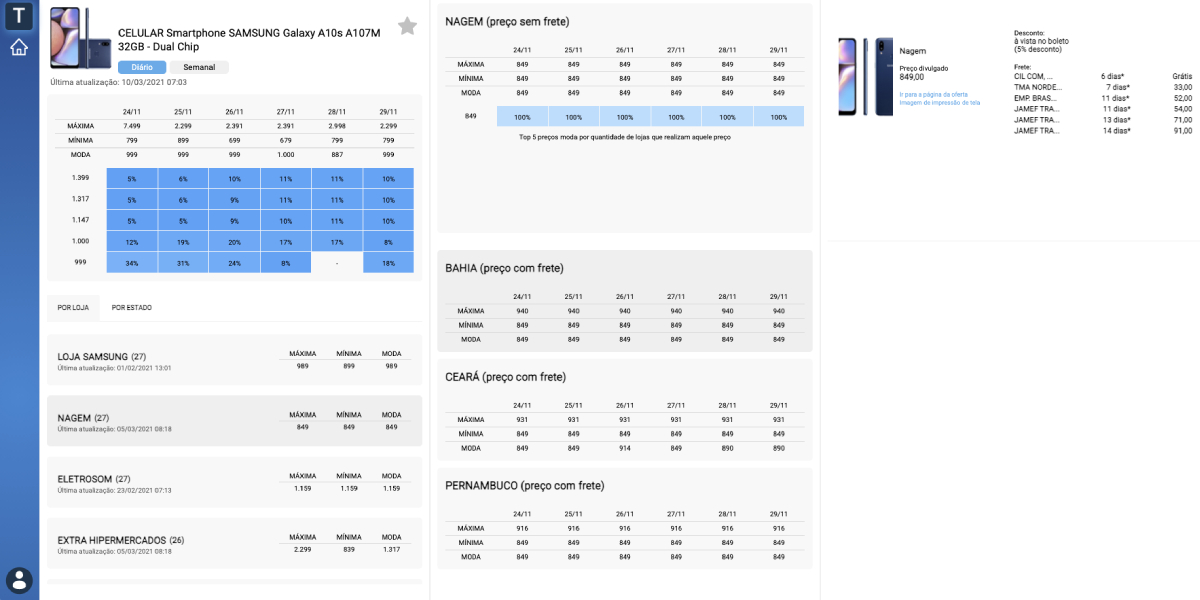 T
CELULAR Smartphone SAMSUNG Galaxy A10s A107M
32GB - Dual Chip
Diário Semanal
Última atualização: 10/03/2021 07:03
24/11 25/11 26/11 27/11 28/11 29/11
MÁXIMA 7.499 2.299 2.391 2.391 2.998 2.299
MÍNIMA 799 899 699 679 799 799
MODA 999 999 999 1.000 887 999
1.399 5% 6% 10% 11% 11% 10%
1.317 5% 6% 9% 11% 11% 10%
1.147 5% 5% 9% 10% 11% 10%
1.000 12% 19% 20% 17% 17% 8%
999 34% 31% 24% 8% - 18%
POR LOJA POR ESTADO
LOJA SAMSUNG (27)
Última atualização: 01/02/2021 13:01
MÁXIMA MÍNIMA MODA
989 899 989
NAGEM (27)
Última atualização: 05/03/2021 08:18
MÁXIMA MÍNIMA MODA
849 849 849
ELETROSOM (27)
Última atualização: 23/02/2021 07:13
MÁXIMA MÍNIMA MODA
1.159 1.159 1.159
EXTRA HIPERMERCADOS (26)
Última atualização: 05/03/2021 08:18
MÁXIMA MÍNIMA MODA
2.299 839 1.317
NAGEM (preço sem frete)
24/11 25/11 26/11 27/11 28/11 29/11
MÁXIMA 849 849 849 849 849 849
MÍNIMA 849 849 849 849 849 849
MODA 849 849 849 849 849 849
849 100% 100% 100% 100% 100% 100%
Top 5 preços moda por quantidade de lojas que realizam aquele preço
BAHIA (preço com frete)
24/11 25/11 26/11 27/11 28/11 29/11
MÁXIMA 940 940 940 940 940 940
MÍNIMA 849 849 849 849 849 849
MODA 849 849 849 849 849 849
CEARÁ (preço com frete)
24/11 25/11 26/11 27/11 28/11 29/11
MÁXIMA 931 931 931 931 931 931
MÍNIMA 849 849 849 849 849 849
MODA 849 849 914 849 890 890
PERNAMBUCO (preço com frete)
24/11 25/11 26/11 27/11 28/11 29/11
MÁXIMA 916 916 916 916 916 916
MÍNIMA 849 849 849 849 849 849
MODA 849 849 849 849 849 849
Nagem
Preço divulgado
849,00
Ir para a página da oferta
Imagem de impressão de tela
Desconto:
à vista no boleto
(5% desconto)
Frete:
CIL COM, ... 6 dias* Grátis
TMA NORDE... 7 dias* 33,00
EMP. BRAS... 11 dias* 52,00
JAMEF TRA... 11 dias* 54,00
JAMEF TRA... 13 dias* 71,00
JAMEF TRA... 14 dias* 91,00